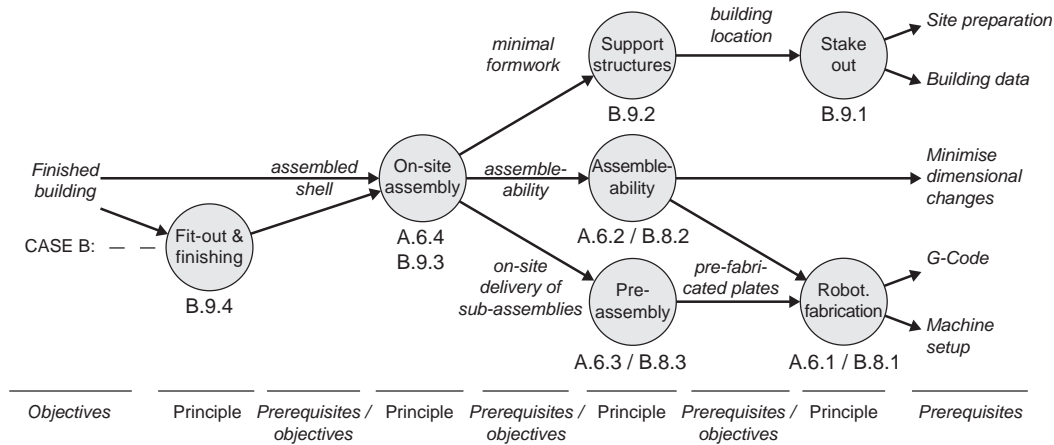 Finished
building
CASE B:
Fit-out &
finishing
B.9.4
assembled
shell
On-site
assembly
A.6.4
B.9.3
minimal
formwork
assemble-
ability
on-site
delivery of
sub-assemblies
Support
structures
B.9.2
Assemble-
ability
A.6.2 / B.8.2
Pre-
assembly
A.6.3 / B.8.3
building
location
pre-fabri-
cated plates
Stake
out
B.9.1
Robot.
fabrication
A.6.1 / B.8.1
Site preparation
Building data
Minimise
dimensional
changes
G-Code
Machine
setup
Objectives
Principle
Prerequisites /
objectives
Principle
Prerequisites /
objectives
Principle
Prerequisites /
objectives
Principle
Prerequisites